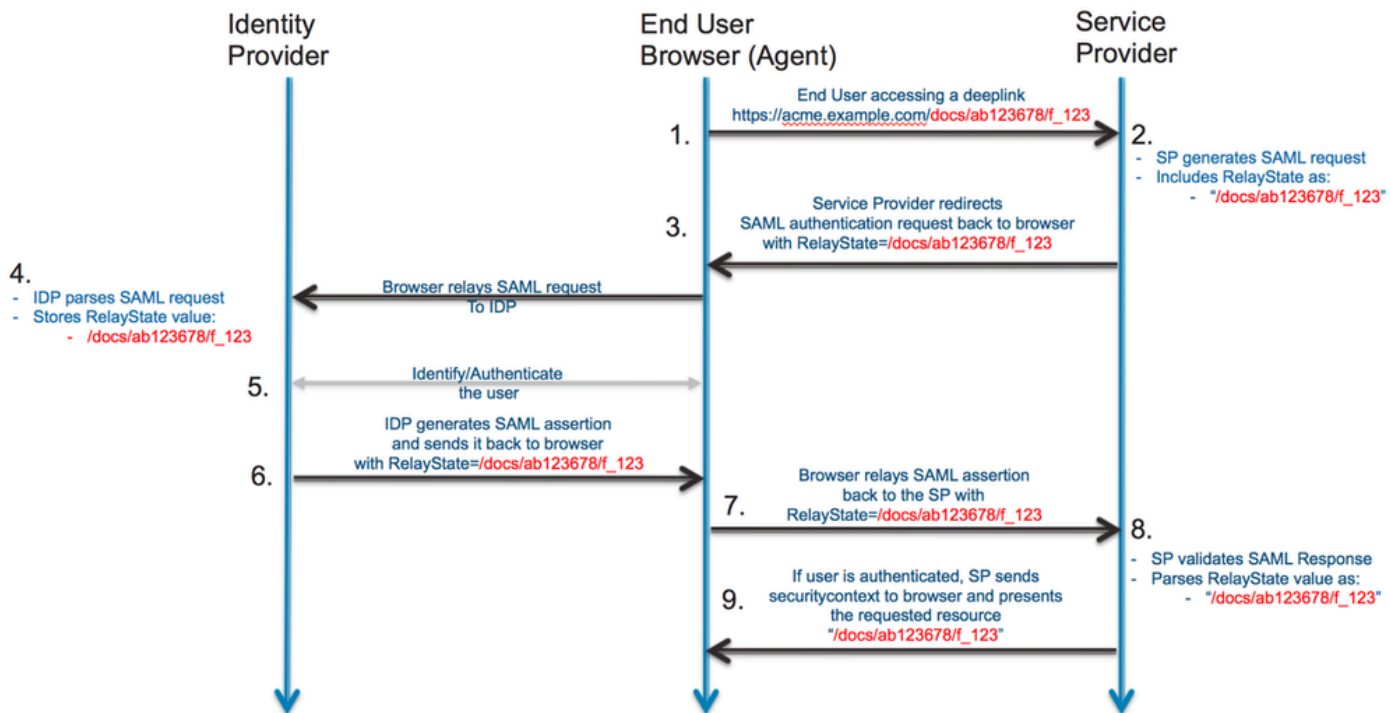 Identity
Provider
End User
Browser (Agent)
Service
Provider
End User accessing a deeplink
https://acme.example.com/docs/ab123678/f_123
1.
2.
- SP generates SAML request
- Includes RelayState as:
- “/docs/ab123678/f_123”
Service Provider redirects
SAML authentication request back to browser
with RelayState=/docs/ab123678/f_123
3.
4.
- IDP parses SAML request
- Stores RelayState value:
- /docs/ab123678/f_123
Browser relays SAML request
To IDP
5.
Identify/Authenticate
the user
IDP generates SAML assertion
and sends it back to browser
with RelayState=/docs/ab123678/f_123
6.
Browser relays SAML assertion
back to the SP with
RelayState=/docs/ab123678/f_123
7.
8.
- SP validates SAML Response
- Parses RelayState value as:
- “/docs/ab123678/f_123”
If user is authenticated, SP sends
securitycontext to browser and presents
the requested resource
“/docs/ab123678/f_123”
9.